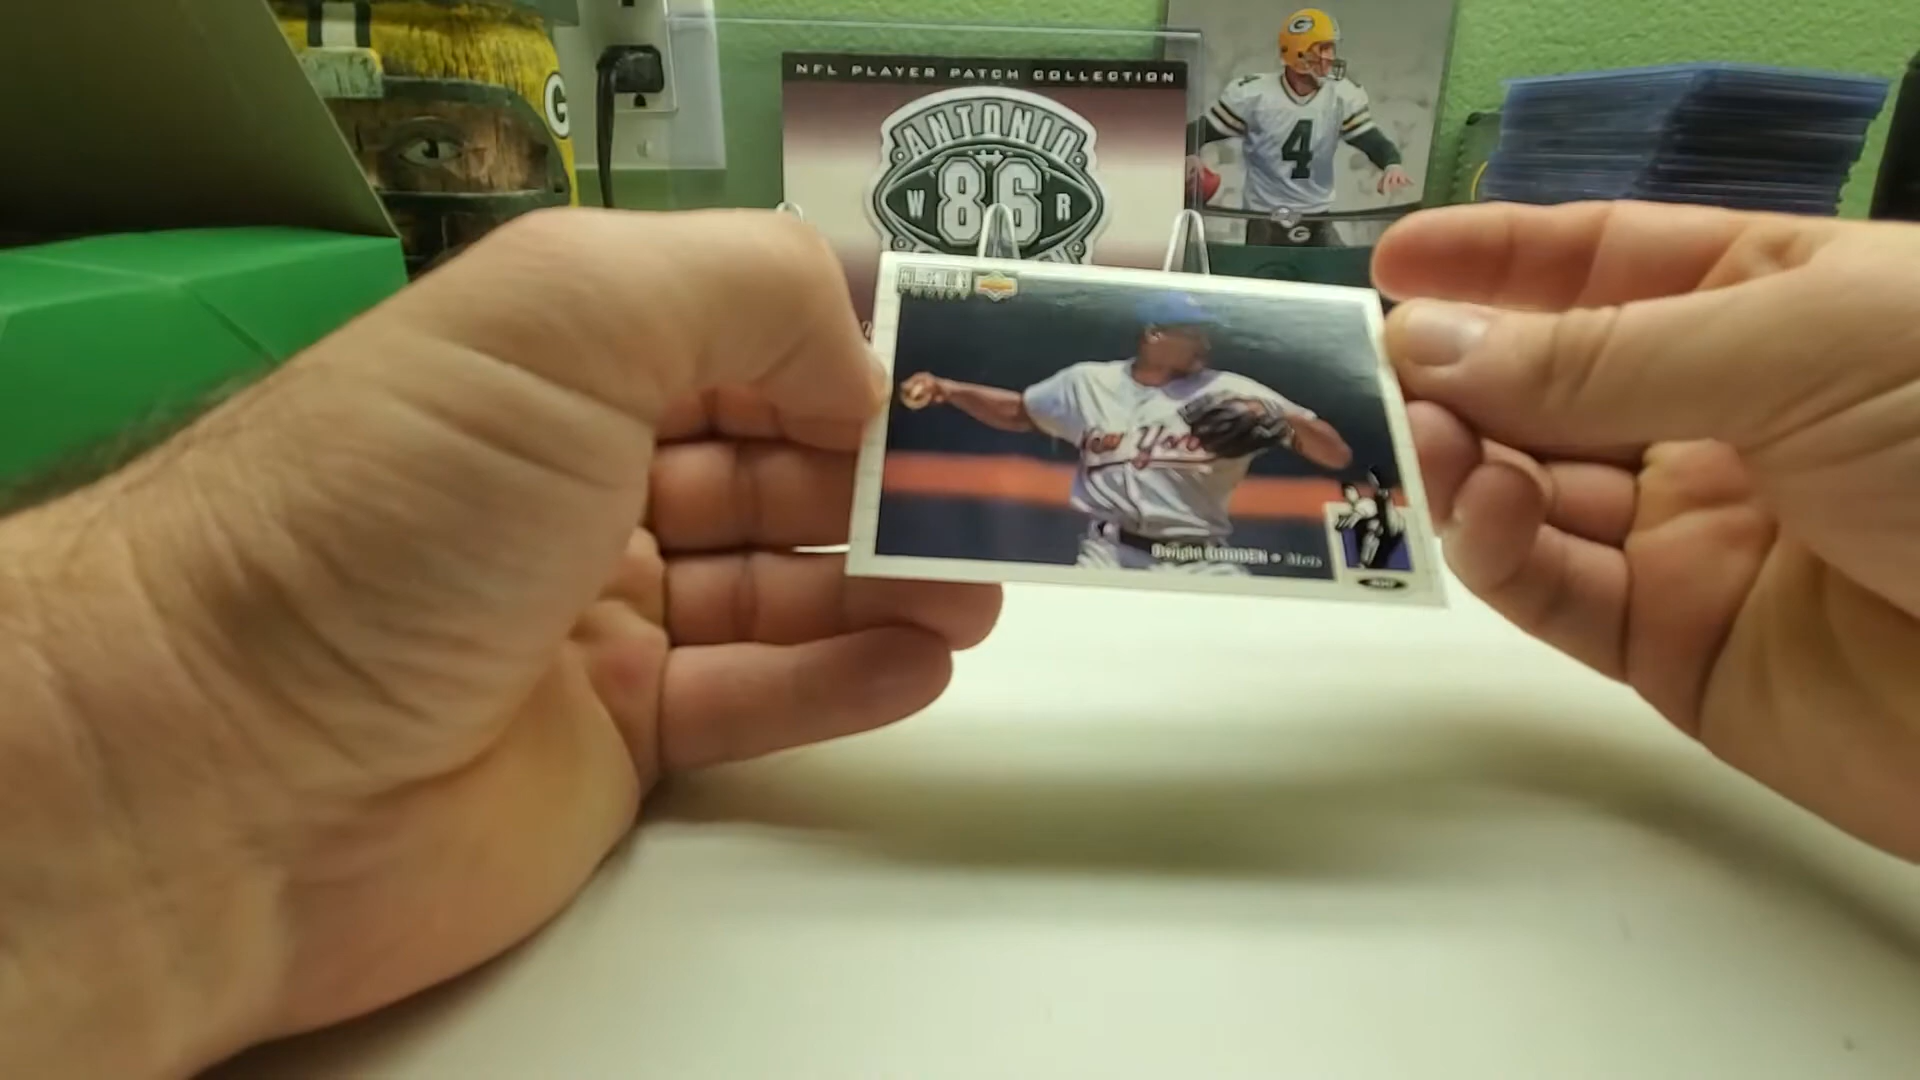 NFL PLAYER PATCH COLLECTION
ANTONIO
W 86 R
4
G
G
G
New York
Dwight GOODEN • Mets